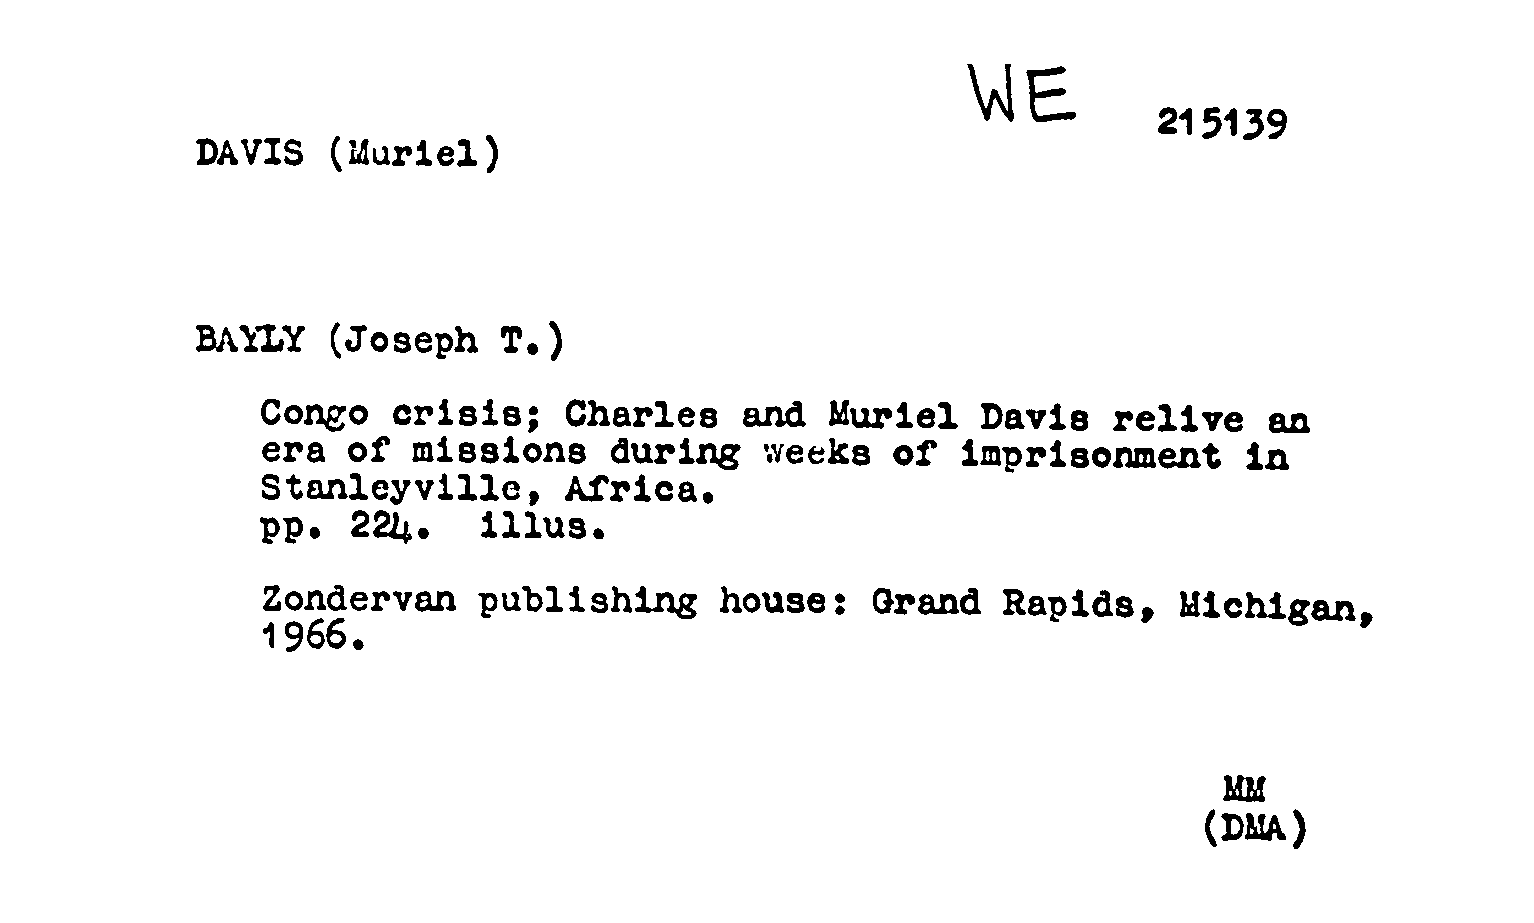 WE 215139
DAVIS (Muriel)
BAYLY (Joseph T.)
Congo crisis; Charles and Muriel Davis relive an
era of missions during weeks of imprisonment in
Stanleyville, Africa.
pp. 224. illus.
Zondervan publishing house: Grand Rapids, Michigan,
1966.
MM
(DMA)